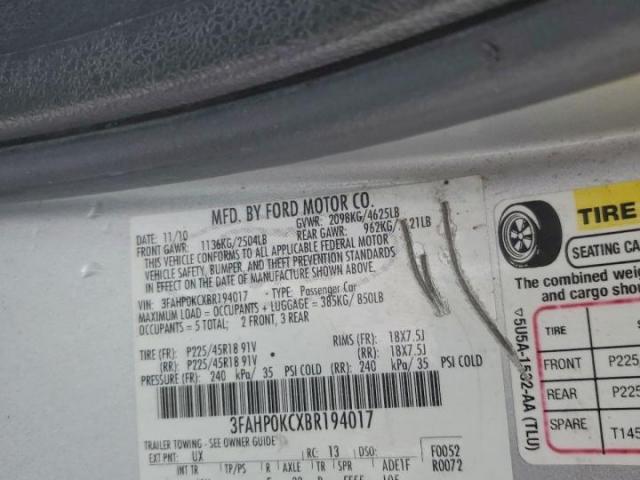 MFD. BY FORD MOTOR CO.
DATE: 11/10 GVWR: 2098KG/4625LB
FRONT GAWR: 1136KG/2504LB REAR GAWR: 962KG/ 21LB
THIS VEHICLE CONFORMS TO ALL APPLICABLE FEDERAL MOTOR
VEHICLE SAFETY, BUMPER, AND THEFT PREVENTION STANDARDS
IN EFFECT ON THE DATE OF MANUFACTURE SHOWN ABOVE.
VIN: 3FAHP0KCXBR194017 TYPE: Passenger Car
MAXIMUM LOAD = OCCUPANTS + LUGGAGE = 385KG/ 850LB
OCCUPANTS = 5 TOTAL; 2 FRONT, 3 REAR
TIRE (FR): P225/45R18 91V RIMS (FR): 18X7.5J
(RR): P225/45R18 91V (RR): 18X7.5J
PRESSURE (FR): 240 kPa/ 35 PSI COLD (RR): 240 kPa/ 35 PSI COLD
3FAHP0KCXBR194017
TRAILER TOWING - SEE OWNER GUIDE
EXT PNT: UX RC: 13 DSO: F0052
INT TR TP/PS R AXLE TR SPR ADE1F R0072
▽5U5A-1532-AA (TLU)
TIRE
SEATING CA
The combined wei
and cargo shou
TIRE
FRONT P225
REAR P225
SPARE T145